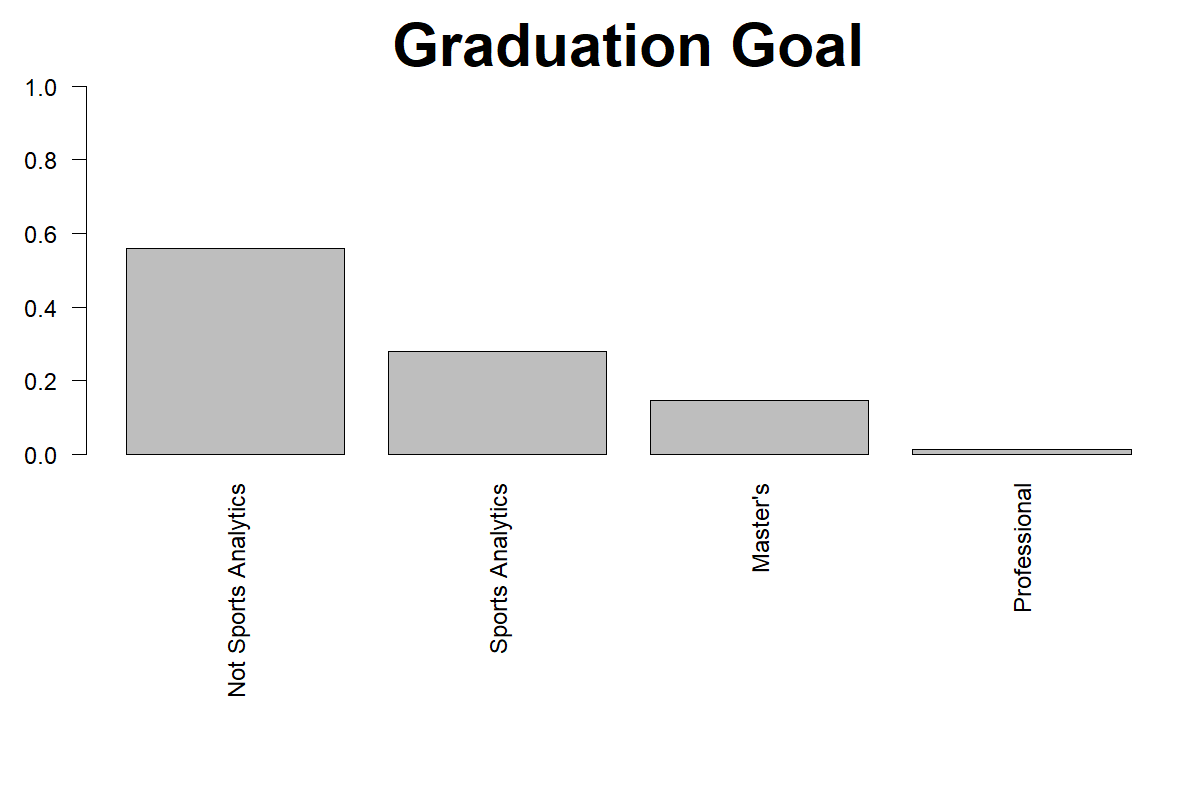 Graduation Goal
1.0
0.8
0.6
0.4
0.2
0.0
Not Sports Analytics
Sports Analytics
Master's
Professional